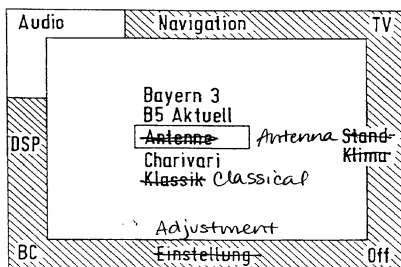 Audio Navigation TV
Bayern 3
B5 Aktuell
DSP Antenne Antenna Stand-
Charivari Klima
Klassik Classical
Adjustment
BC Einstellung Off